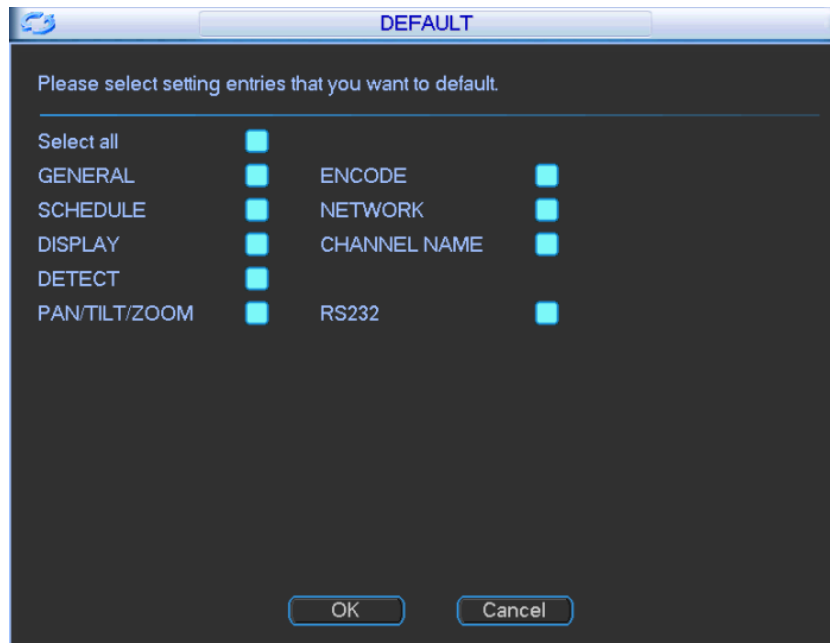 DEFAULT
Please select setting entries that you want to default.
Select all
GENERAL ENCODE
SCHEDULE NETWORK
DISPLAY CHANNEL NAME
DETECT
PAN/TILT/ZOOM RS232
OK Cancel